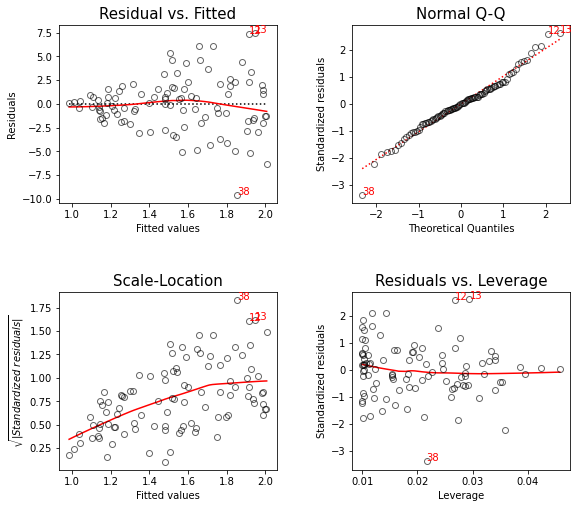 Residual vs. Fitted
Normal Q-Q
7.5
5.0
2.5
0.0
−2.5
−5.0
−7.5
−10.0
Residuals
12
13
38
1.0 1.2 1.4 1.6 1.8 2.0
Fitted values
2
1
0
−1
−2
−3
Standardized residuals
12
13
38
−2 −1 0 1 2
Theoretical Quantiles
Scale-Location
Residuals vs. Leverage
1.75
1.50
1.25
1.00
0.75
0.50
0.25
√|Standardized residuals|
38
12
13
1.0 1.2 1.4 1.6 1.8 2.0
Fitted values
2
1
0
−1
−2
−3
Standardized residuals
12
13
38
0.01 0.02 0.03 0.04
Leverage